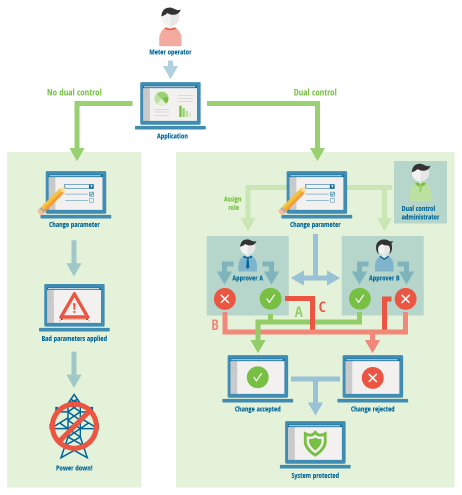 Meter operator
No dual control
Dual control
Application
Assign
role
Dual control
administrator
Change parameter
Change parameter
Approver A
Approver B
A
C
B
Bad parameters applied
Change accepted
Change rejected
Power down!
System protected